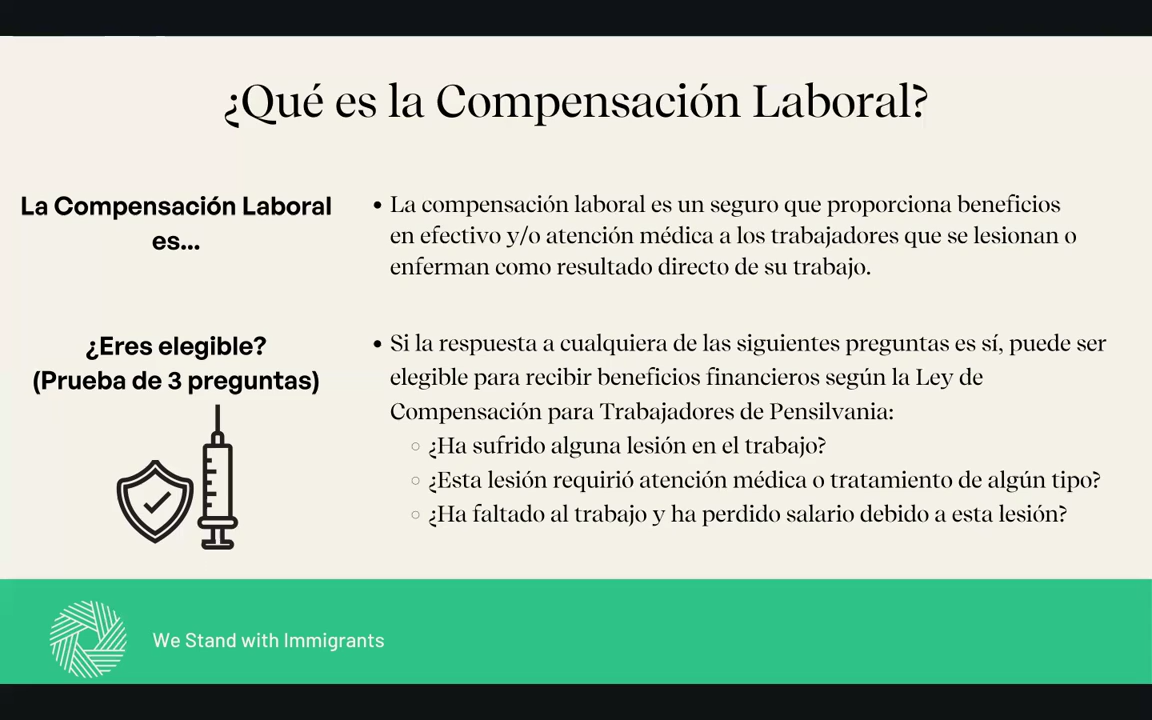 ¿Qué es la Compensación Laboral?
La Compensación Laboral
es...
• La compensación laboral es un seguro que proporciona beneficios
en efectivo y/o atención médica a los trabajadores que se lesionan o
enferman como resultado directo de su trabajo.
¿Eres elegible?
(Prueba de 3 preguntas)
• Si la respuesta a cualquiera de las siguientes preguntas es sí, puede ser
elegible para recibir beneficios financieros según la Ley de
Compensación para Trabajadores de Pensilvania:
◦ ¿Ha sufrido alguna lesión en el trabajo?
◦ ¿Esta lesión requirió atención médica o tratamiento de algún tipo?
◦ ¿Ha faltado al trabajo y ha perdido salario debido a esta lesión?
We Stand with Immigrants